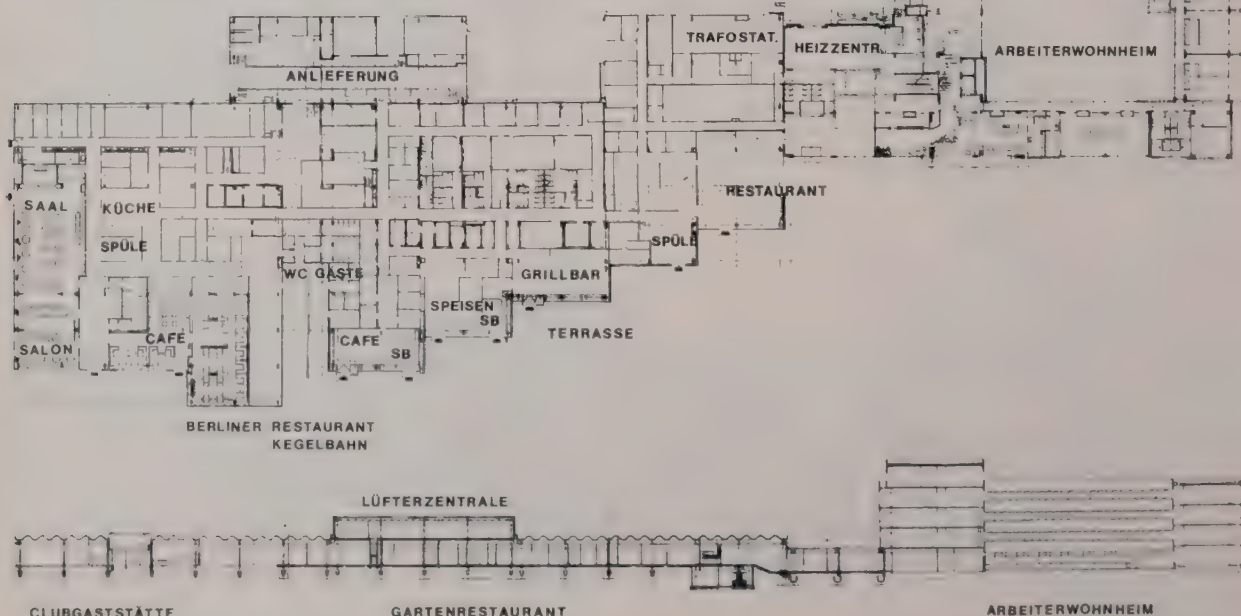 TRAFOSTAT.
HEIZZENTR.
ARBEITERWOHNHEIM
ANLIEFERUNG
RESTAURANT
SAAL
KÜCHE
SPÜLE
SPÜLE
WC GÄSTE
GRILLBAR
SPEISEN
SB
TERRASSE
CAFE
CAFE
SB
SALON
BERLINER RESTAURANT
KEGELBAHN
LÜFTERZENTRALE
CLUBGASTSTÄTTE
GARTENRESTAURANT
ARBEITERWOHNHEIM